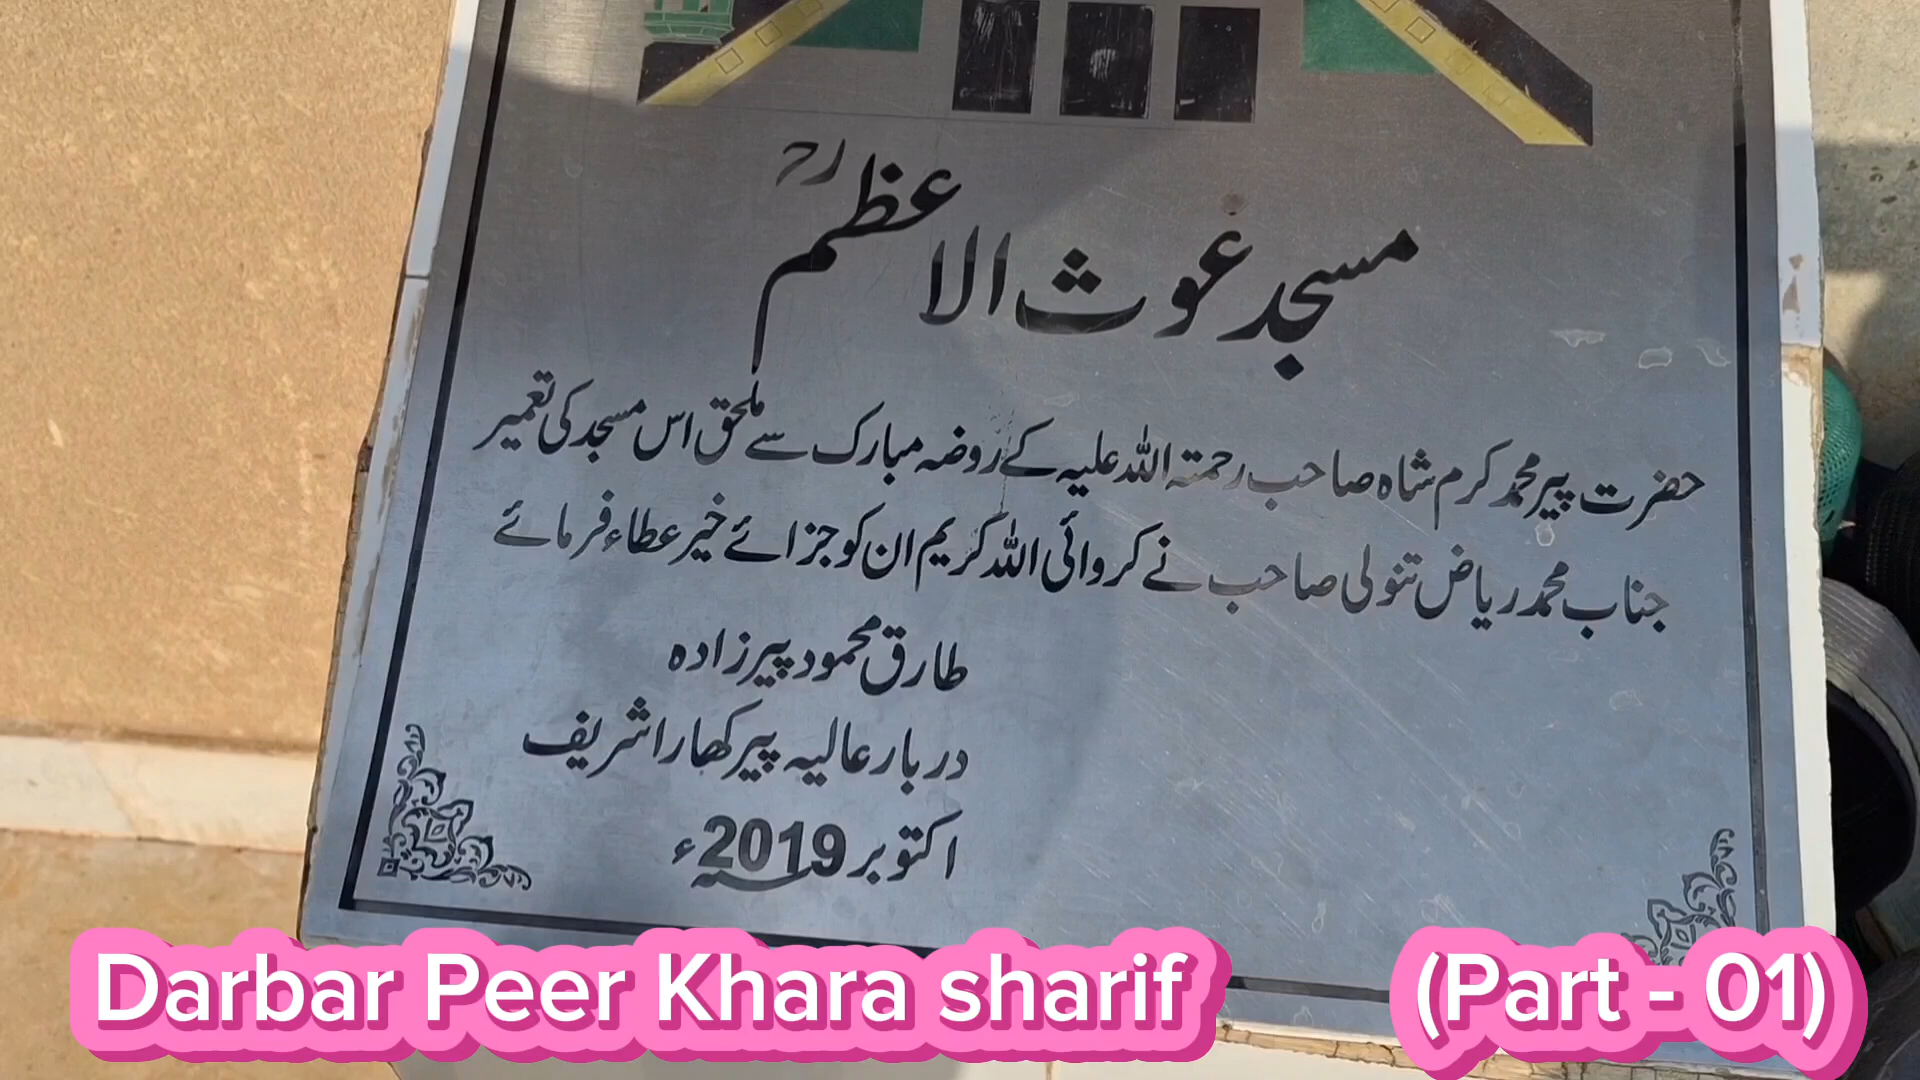 مسجد غوث الاعظم رح
حضرت پیر محمد کرم شاہ صاحب رحمتہ اللہ علیہ کے روضہ مبارک سے ملحق اس مسجد کی تعمیر
جناب محمد ریاض تنولی صاحب نے کروائی اللہ کریم ان کو جزائے خیر عطاء فرمائے
طارق محمود پیرزادہ
دربار عالیہ پیر کھارا شریف
اکتوبر 2019ء
Darbar Peer Khara sharif (Part - 01)